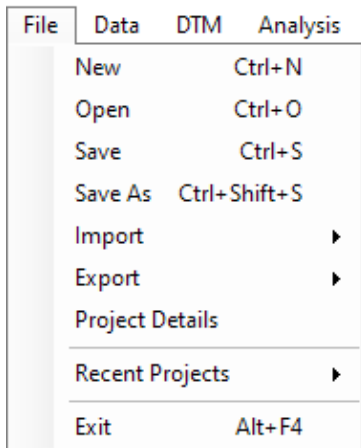 File Data DTM Analysis
New Ctrl+N
Open Ctrl+O
Save Ctrl+S
Save As Ctrl+Shift+S
Import
Export
Project Details
Recent Projects
Exit Alt+F4